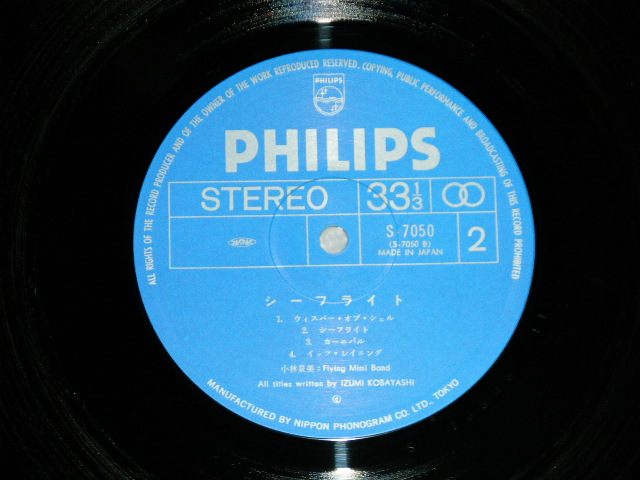 ALL RIGHTS OF THE RECORD PRODUCER AND OF THE OWNER OF THE WORK REPRODUCED RESERVED. COPYING, PUBLIC PERFORMANCE AND BROADCASTING OF THIS RECORD PROHIBITED
PHILIPS
PHILIPS
STEREO 33 1/3
S-7050
(S-7050 B)
MADE IN JAPAN
2
シーフライト
1. ウィスパー・オブ・シェル
2. シーフライト
3. カーニバル
4. イッツ・レイニング
小林泉美:Flying Mimi Band
All titles written by IZUMI KOBAYASHI
MANUFACTURED BY NIPPON PHONOGRAM CO. LTD., TOKYO